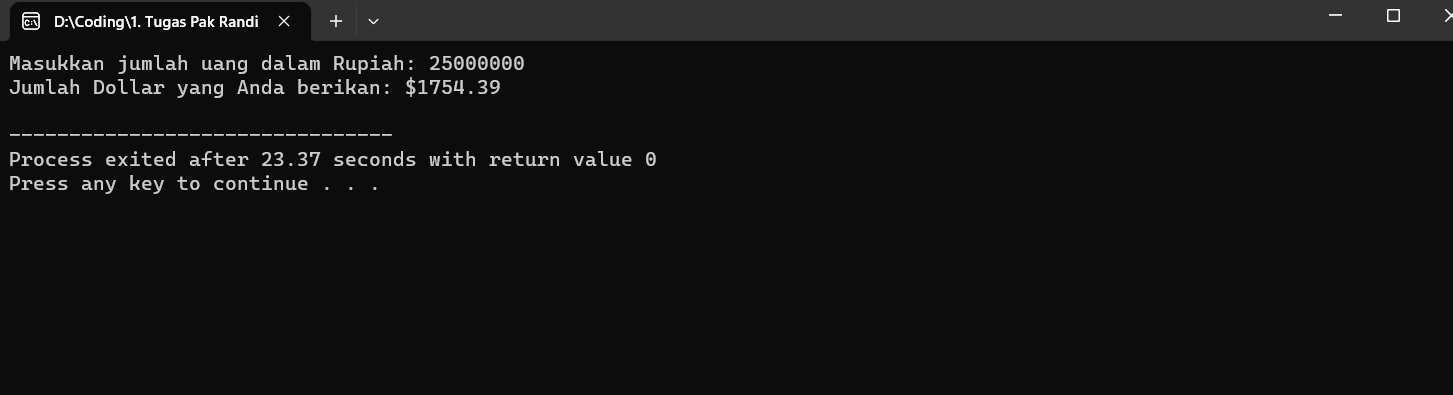 D:\Coding\1. Tugas Pak Randi
Masukkan jumlah uang dalam Rupiah: 25000000
Jumlah Dollar yang Anda berikan: $1754.39
--------------------------------
Process exited after 23.37 seconds with return value 0
Press any key to continue . . .